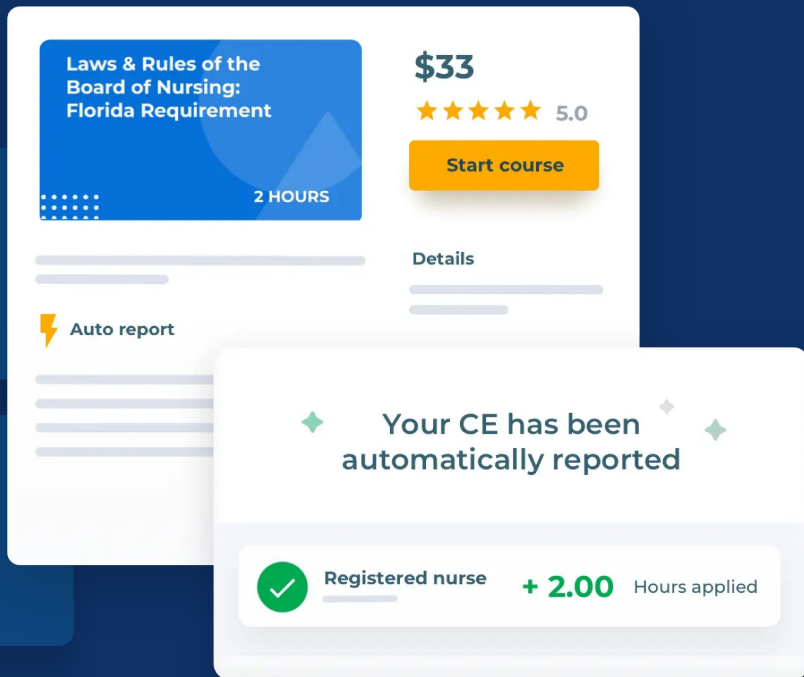 Laws & Rules of the
Board of Nursing:
Florida Requirement
2 HOURS
$33
5.0
Start course
Details
Auto report
Your CE has been
automatically reported
Registered nurse
+ 2.00
Hours applied